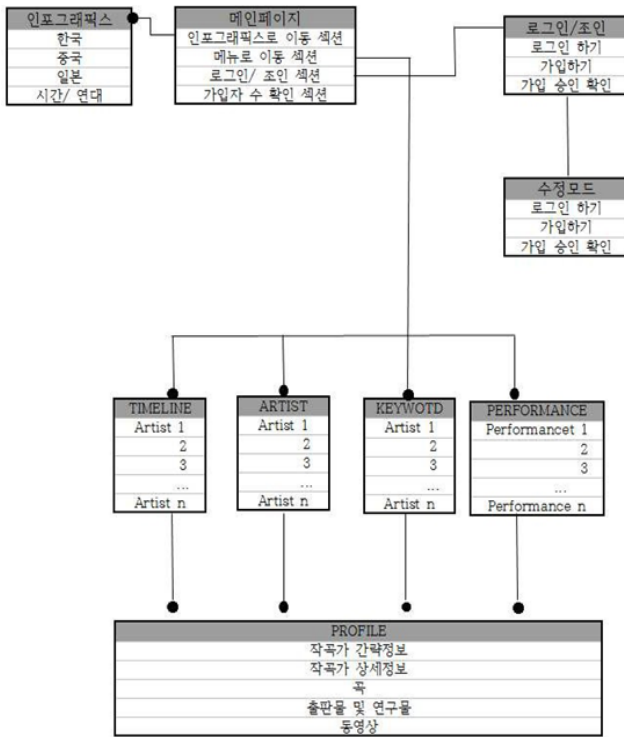 인포그래픽스
한국
중국
일본
시간/ 연대
메인페이지
인포그래픽스로 이동 섹션
메뉴로 이동 섹션
로그인/ 조인 섹션
가입자 수 확인 섹션
로그인/조인
로그인 하기
가입하기
가입 승인 확인
수정모드
로그인 하기
가입하기
가입 승인 확인
TIMELINE
Artist 1
2
3
...
Artist n
ARTIST
Artist 1
2
3
...
Artist n
KEYWOTD
Artist 1
2
3
...
Artist n
PERFORMANCE
Performancet 1
2
3
...
Performance n
PROFILE
작곡가 간략정보
작곡가 상세정보
곡
출판물 및 연구물
동영상